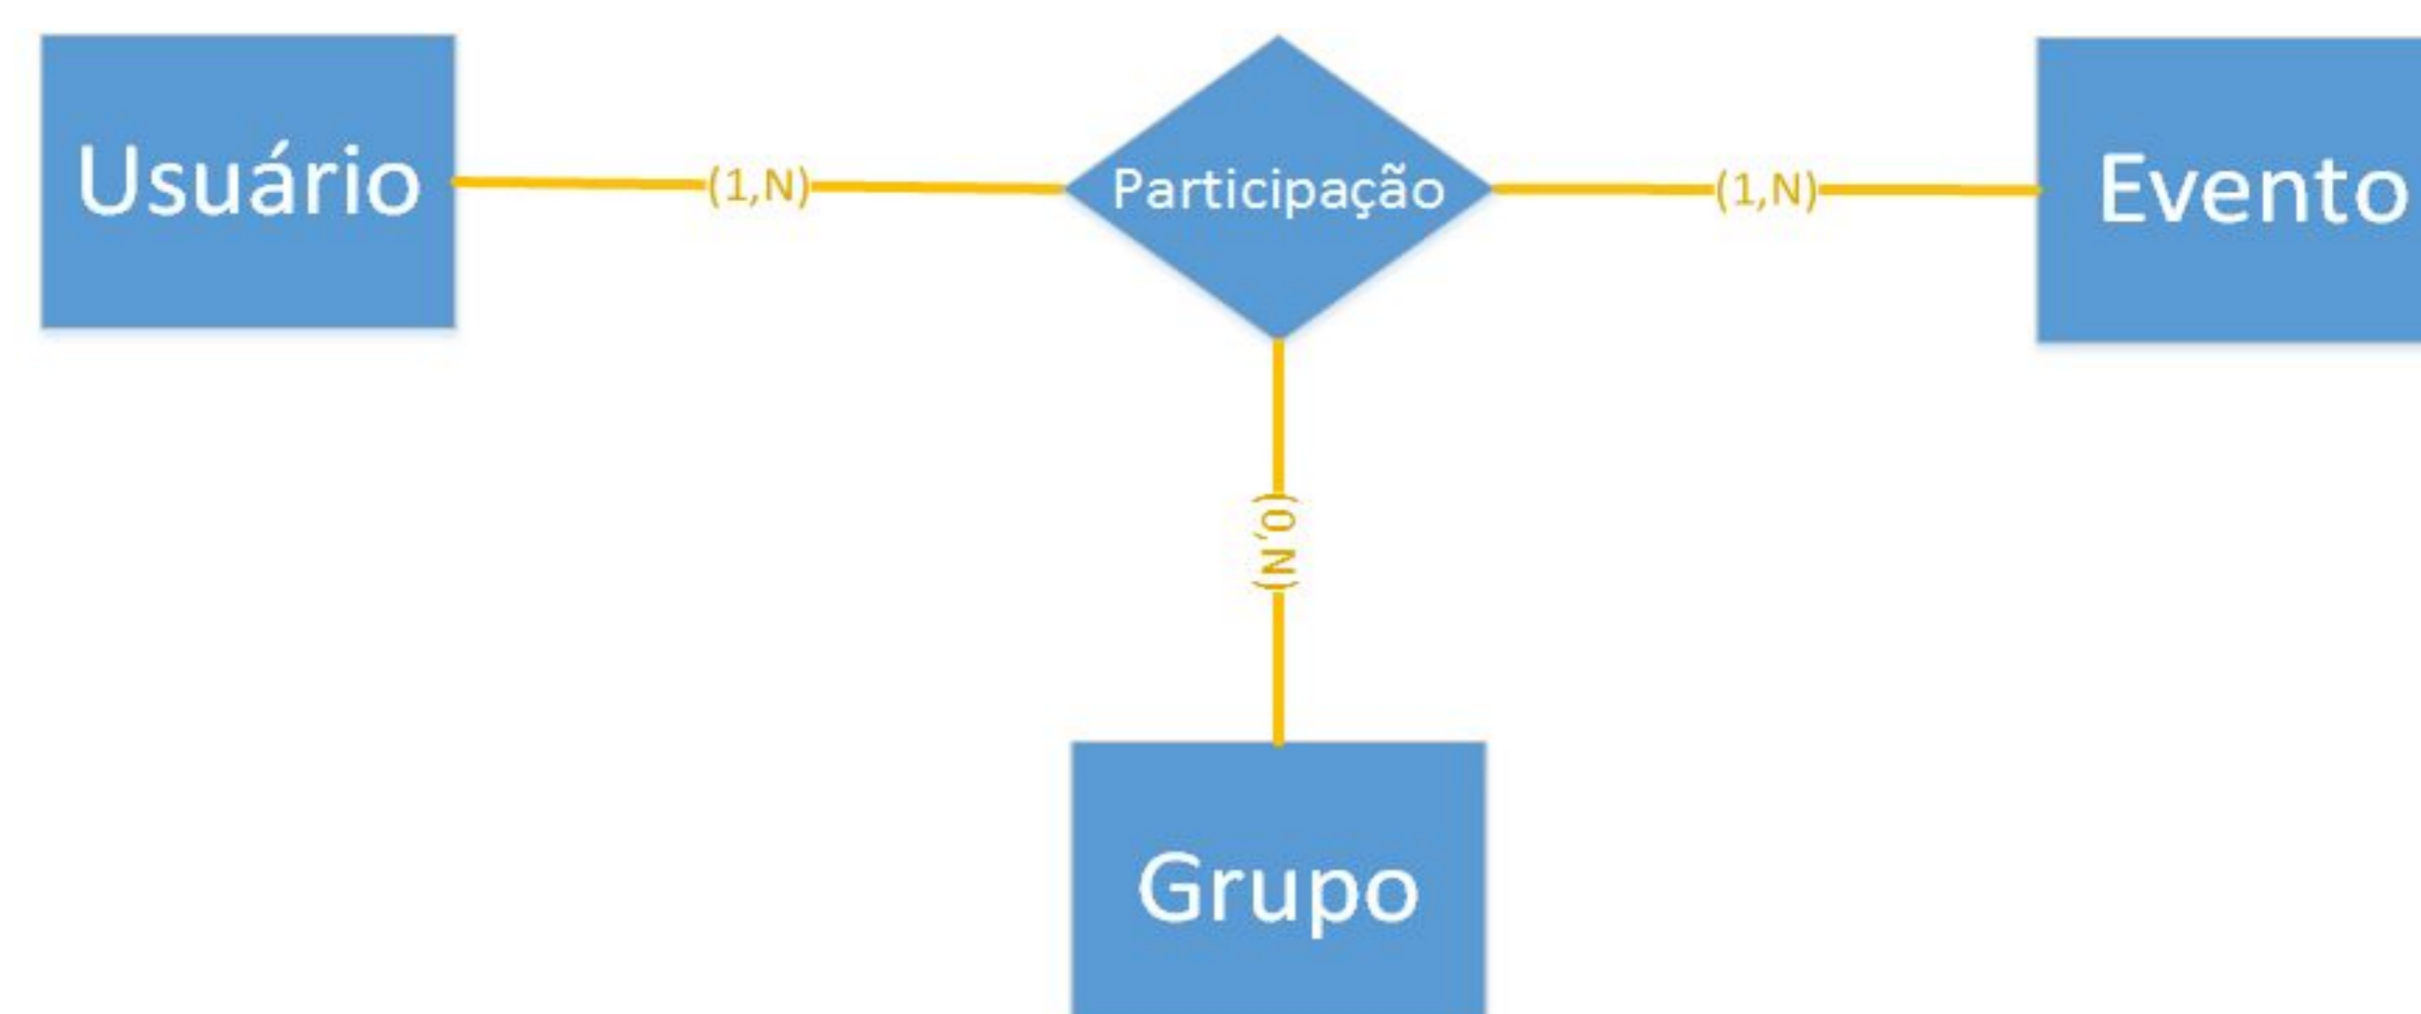 Usuário
(1,N)
Participação
(1,N)
Evento
(0,N)
Grupo